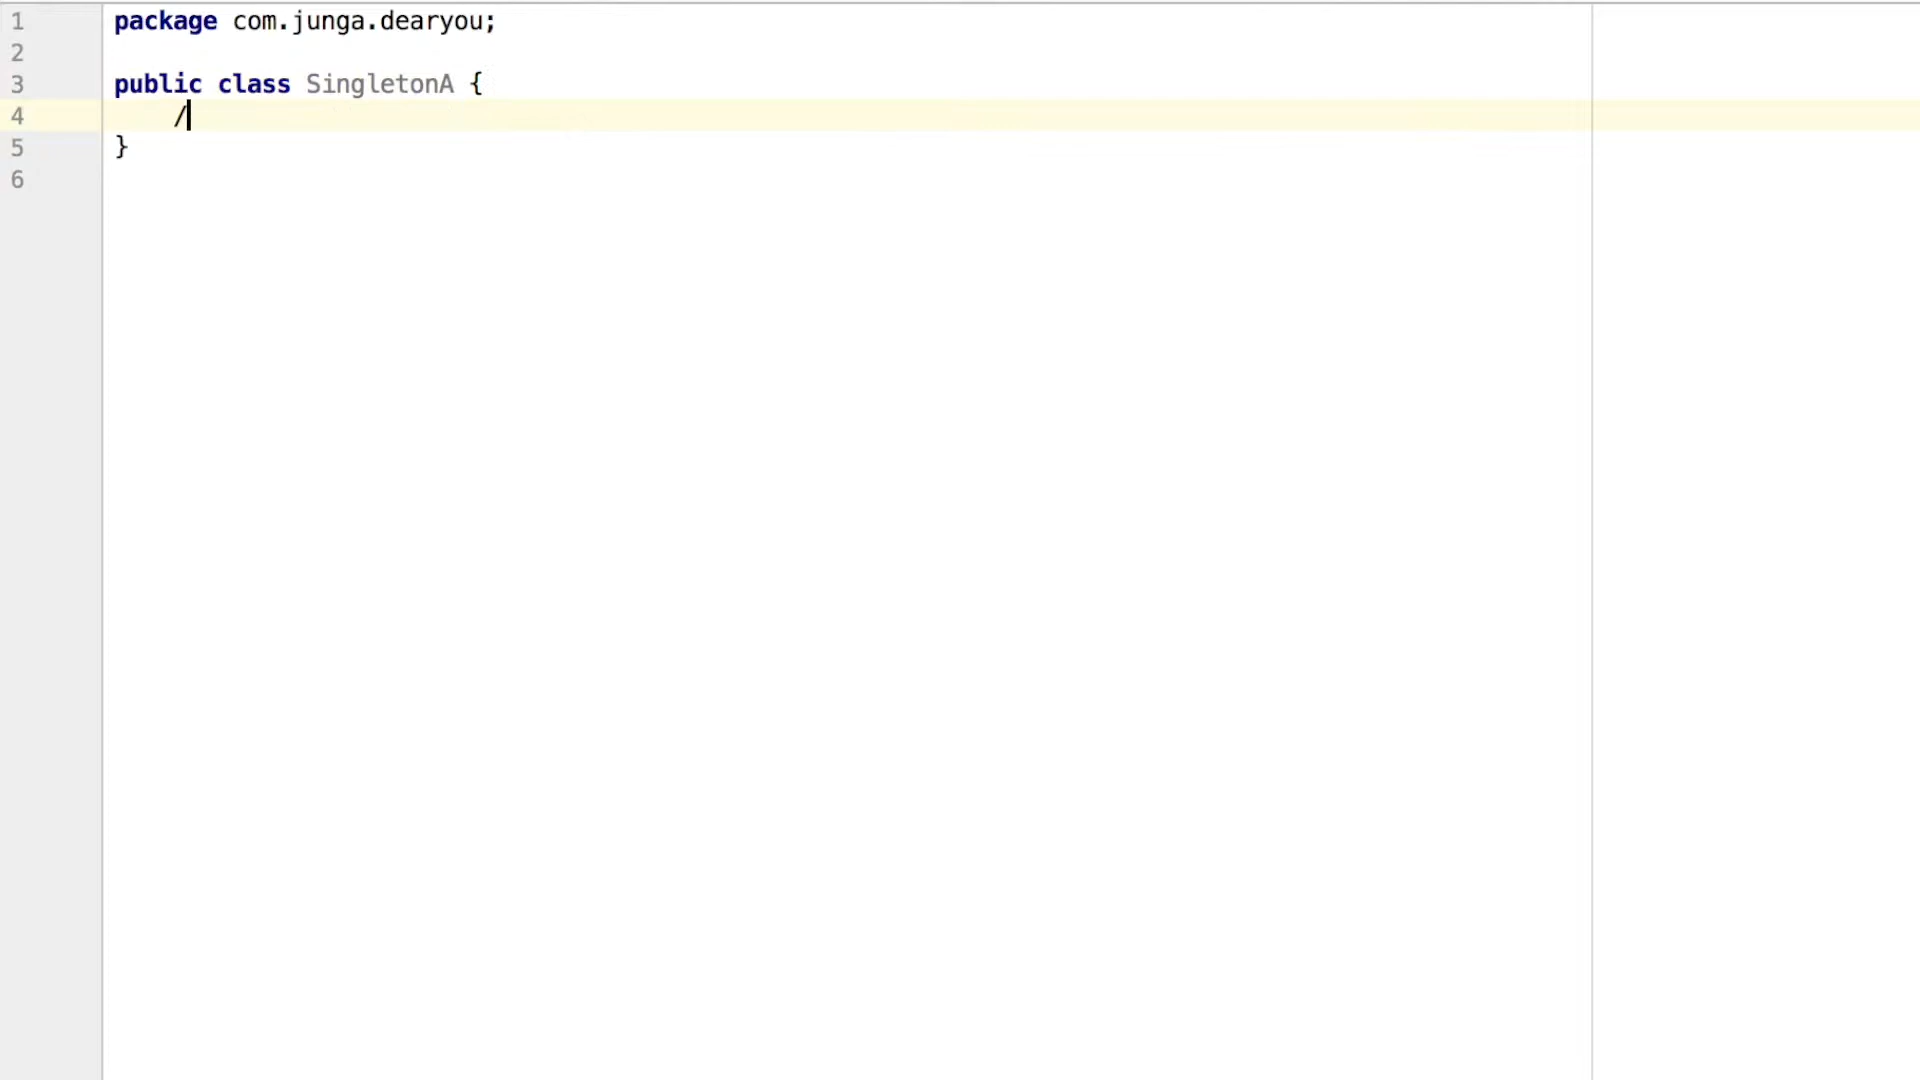 1 package com.junga.dearyou;
2
3 public class SingletonA {
4 /
5 }
6